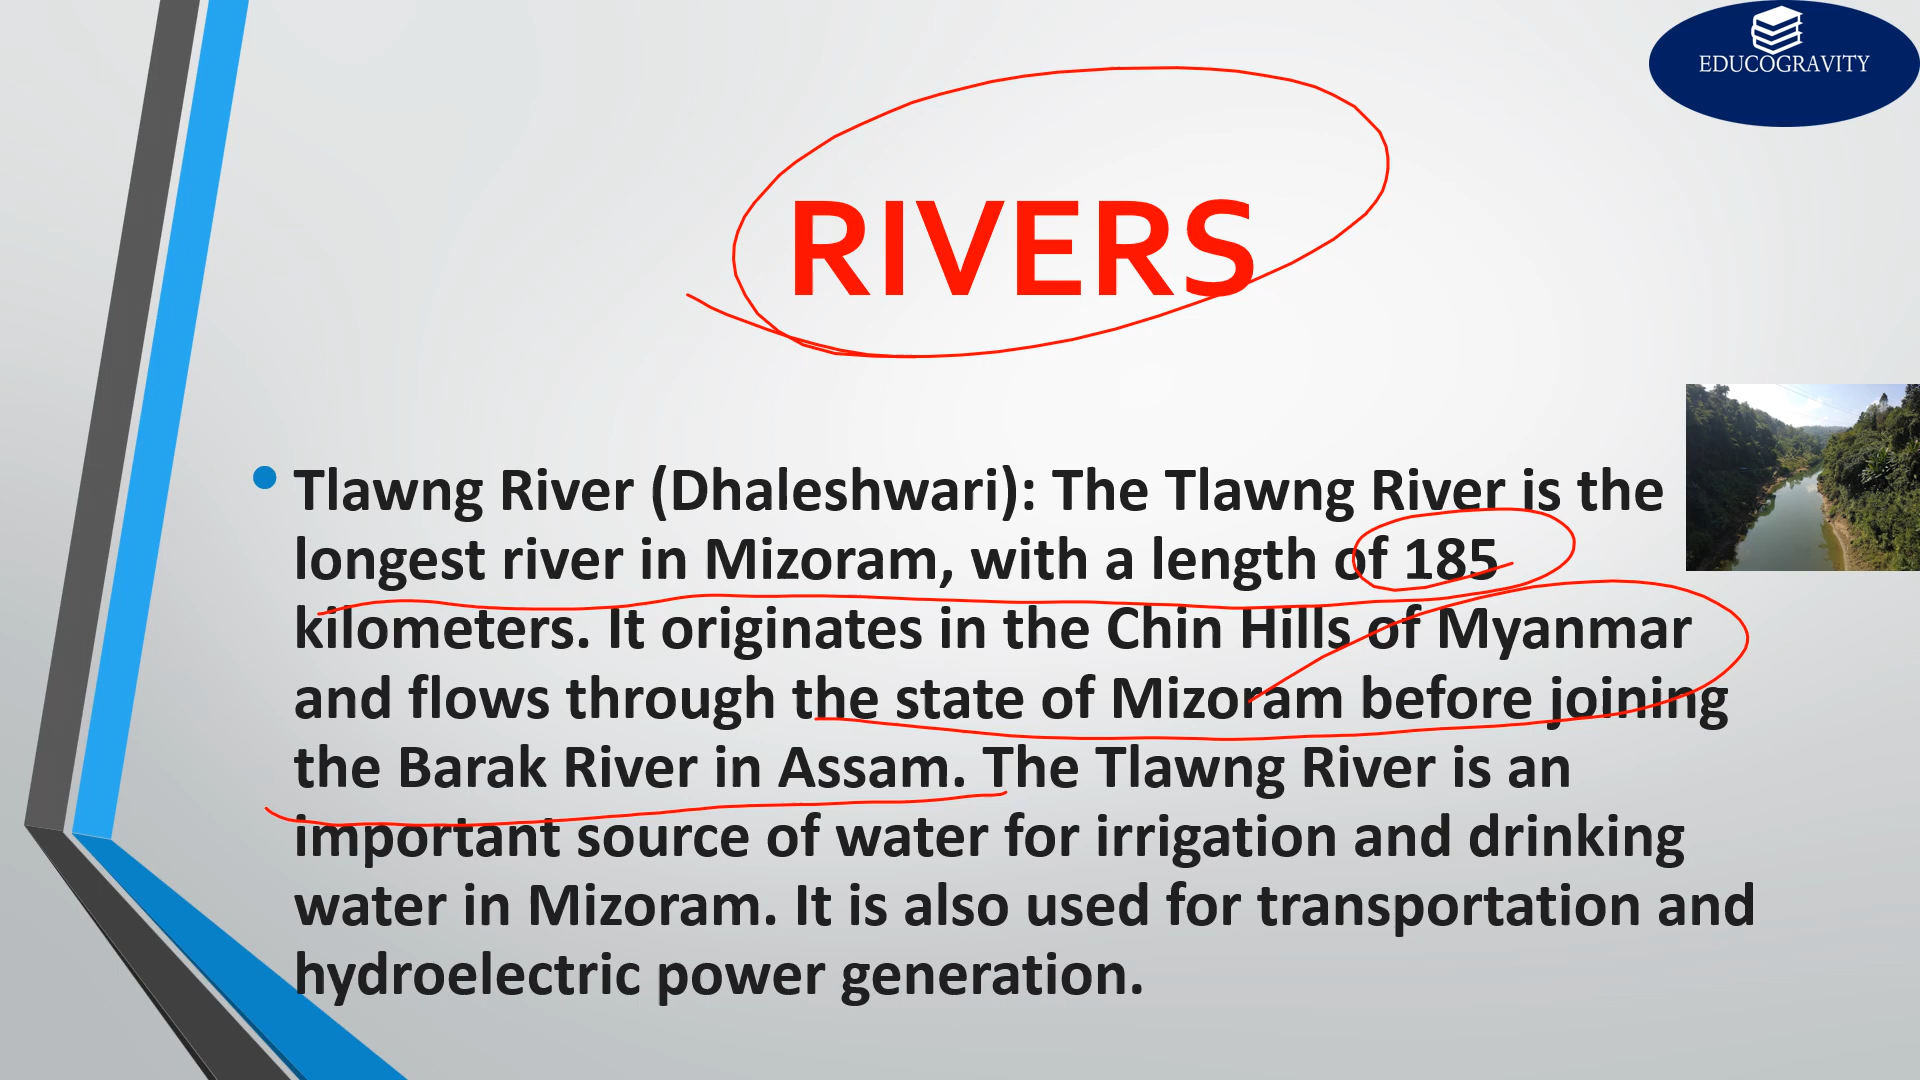 EDUCOGRAVITY
RIVERS
Tlawng River (Dhaleshwari): The Tlawng River is the
longest river in Mizoram, with a length of 185
kilometers. It originates in the Chin Hills of Myanmar
and flows through the state of Mizoram before joining
the Barak River in Assam. The Tlawng River is an
important source of water for irrigation and drinking
water in Mizoram. It is also used for transportation and
hydroelectric power generation.